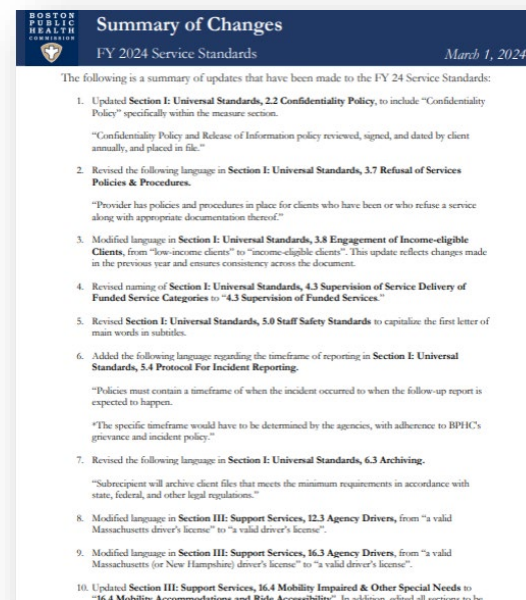 BOSTON
PUBLIC
HEALTH
COMMISSION
Summary of Changes
FY 2024 Service Standards
March 1, 2024
The following is a summary of updates that have been made to the FY 24 Service Standards:
1. Updated Section I: Universal Standards, 2.2 Confidentiality Policy, to include “Confidentiality
Policy” specifically within the measure section.
“Confidentiality Policy and Release of Information policy reviewed, signed, and dated by client
annually, and placed in file.”
2. Revised the following language in Section I: Universal Standards, 3.7 Refusal of Services
Policies & Procedures.
“Provider has policies and procedures in place for clients who have been or who refuse a service
along with appropriate documentation thereof.”
3. Modified language in Section I: Universal Standards, 3.8 Engagement of Income-eligible
Clients, from “low-income clients” to “income-eligible clients”. This update reflects changes made
in the previous year and ensures consistency across the document.
4. Revised naming of Section I: Universal Standards, 4.3 Supervision of Service Delivery of
Funded Service Categories to “4.3 Supervision of Funded Services.”
5. Revised Section I: Universal Standards, 5.0 Staff Safety Standards to capitalize the first letter of
main words in subtitles.
6. Added the following language regarding the timeframe of reporting in Section I: Universal
Standards, 5.4 Protocol For Incident Reporting.
“Policies must contain a timeframe of when the incident occurred to when the follow-up report is
expected to happen.
*The specific timeframe would have to be determined by the agencies, with adherence to BPHC's
grievance and incident policy.”
7. Revised the following language in Section I: Universal Standards, 6.3 Archiving.
“Subrecipient will archive client files that meets the minimum requirements in accordance with
state, federal, and other legal regulations.”
8. Modified language in Section III: Support Services, 12.3 Agency Drivers, from “a valid
Massachusetts driver's license” to “a valid driver's license”.
9. Modified language in Section III: Support Services, 16.3 Agency Drivers, from “a valid
Massachusetts (or New Hampshire) driver's license” to “a valid driver's license”.
10. Updated Section III: Support Services, 16.4 Mobility Impaired & Other Special Needs to
“16.4 Mobility Accommodations and Ride Accessibility”. In addition, edited all sections to be